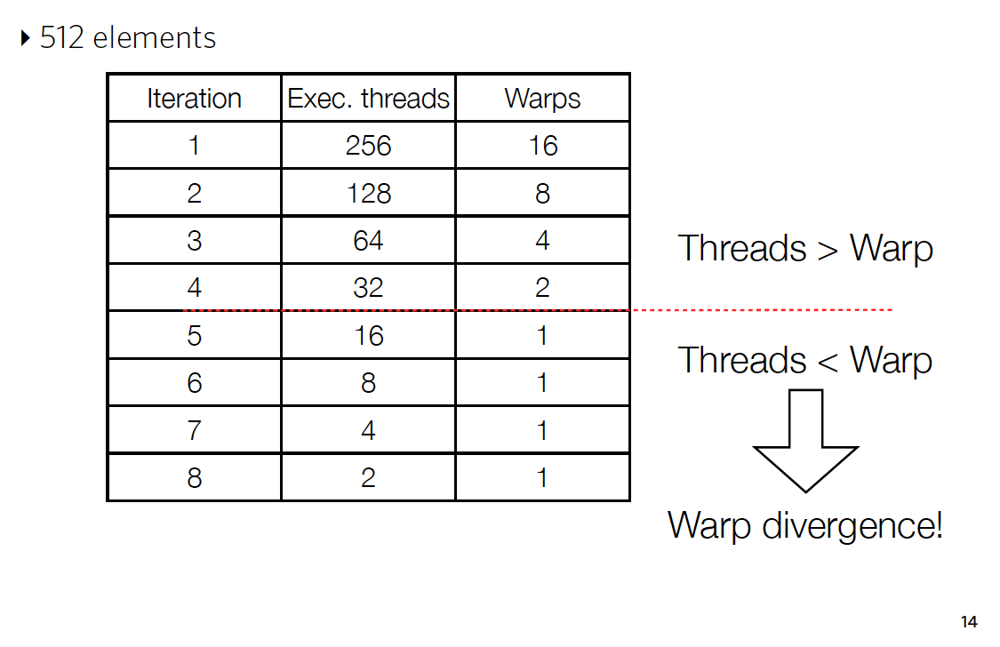 ‣ 512 elements
Iteration Exec. threads Warps
1 256 16
2 128 8
3 64 4
4 32 2
5 16 1
6 8 1
7 4 1
8 2 1
Threads > Warp
Threads < Warp
Warp divergence!
14